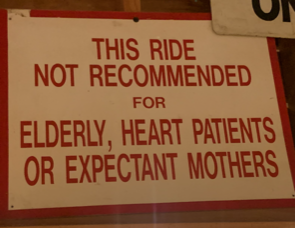 THIS RIDE
NOT RECOMMENDED
FOR
ELDERLY, HEART PATIENTS
OR EXPECTANT MOTHERS